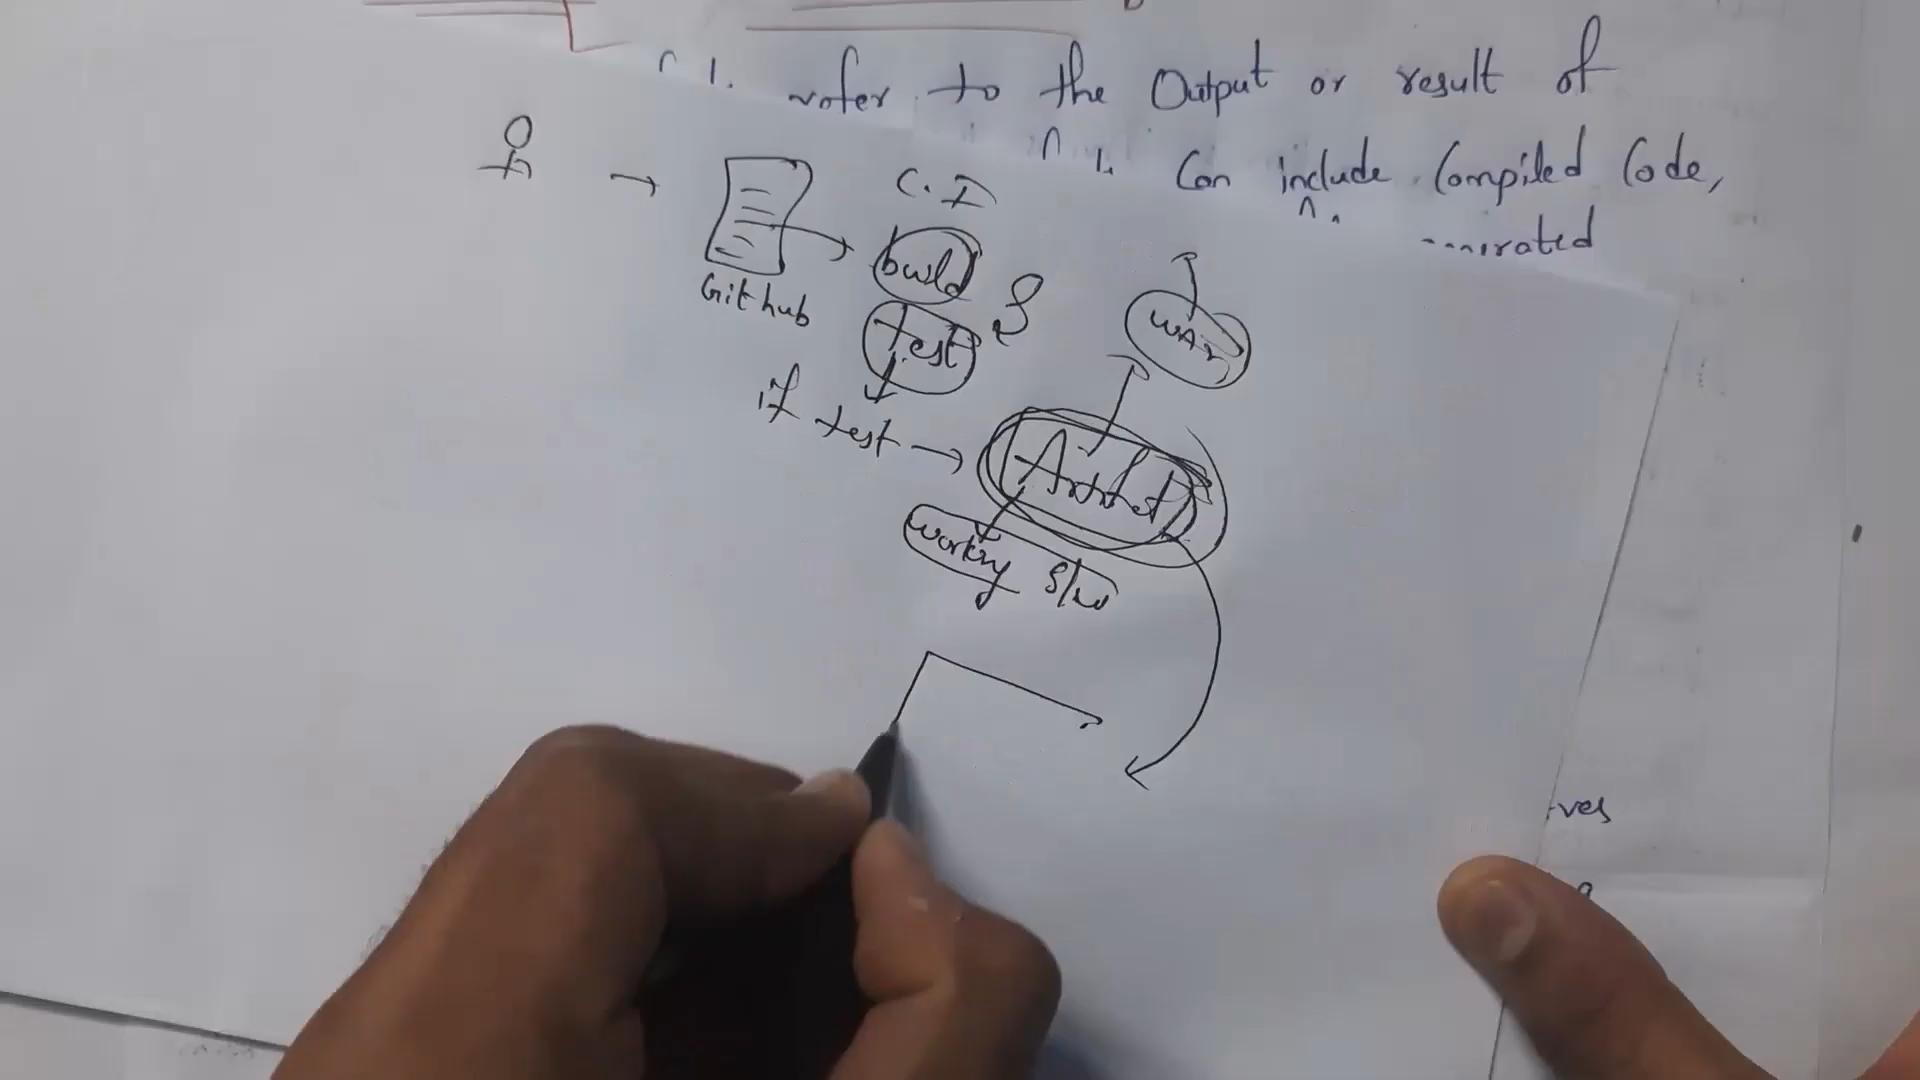 refer to the Output or result of
Can include Compiled Code,
C.I
build
Github
test
WAR
if test →
working S/w
ves